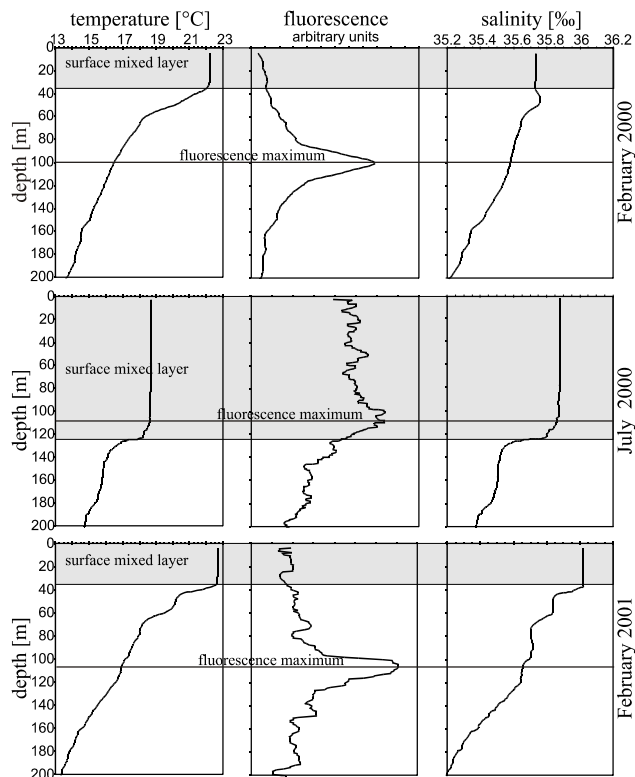 temperature [°C] fluorescence salinity [‰]
arbitrary units
13 15 17 19 21 23 35.2 35.4 35.6 35.8 36 36.2
0
surface mixed layer
20
40
60
80
fluorescence maximum
100
120
140
160
180
200
depth [m]
February 2000
0
20
40
surface mixed layer
60
80
100
fluorescence maximum
120
140
160
180
200
depth [m]
July 2000
0
surface mixed layer
20
40
60
80
100
fluorescence maximum
120
140
160
180
200
depth [m]
February 2001